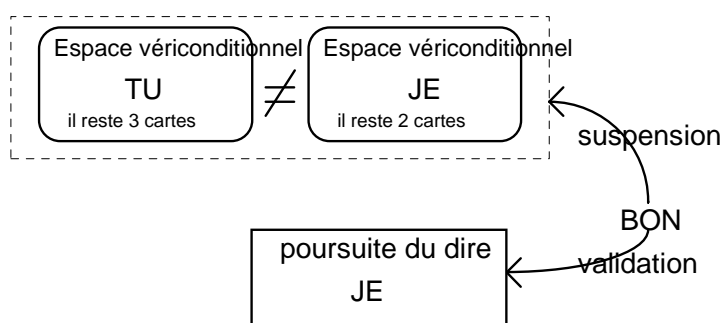 Espace vériconditionnel Espace vériconditionnel
TU ≠ JE
il reste 3 cartes il reste 2 cartes
suspension
BON
poursuite du dire
validation
JE